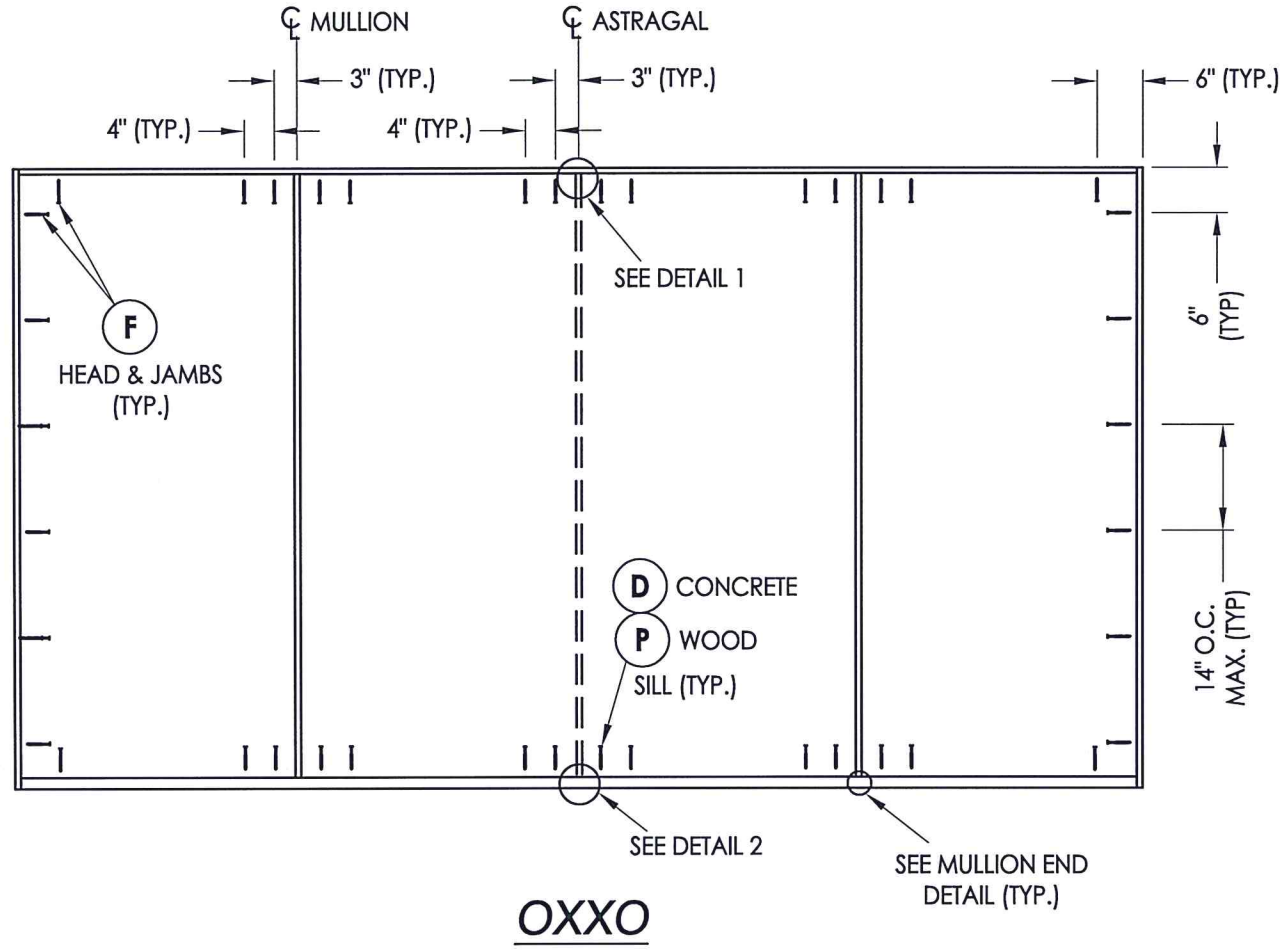 ℄ MULLION
℄ ASTRAGAL
3" (TYP.)
3" (TYP.)
6" (TYP.)
4" (TYP.)
4" (TYP.)
SEE DETAIL 1
6"
(TYP)
F
HEAD & JAMBS
(TYP.)
D CONCRETE
P WOOD
SILL (TYP.)
14" O.C.
MAX. (TYP)
SEE DETAIL 2
SEE MULLION END
DETAIL (TYP.)
OXXO